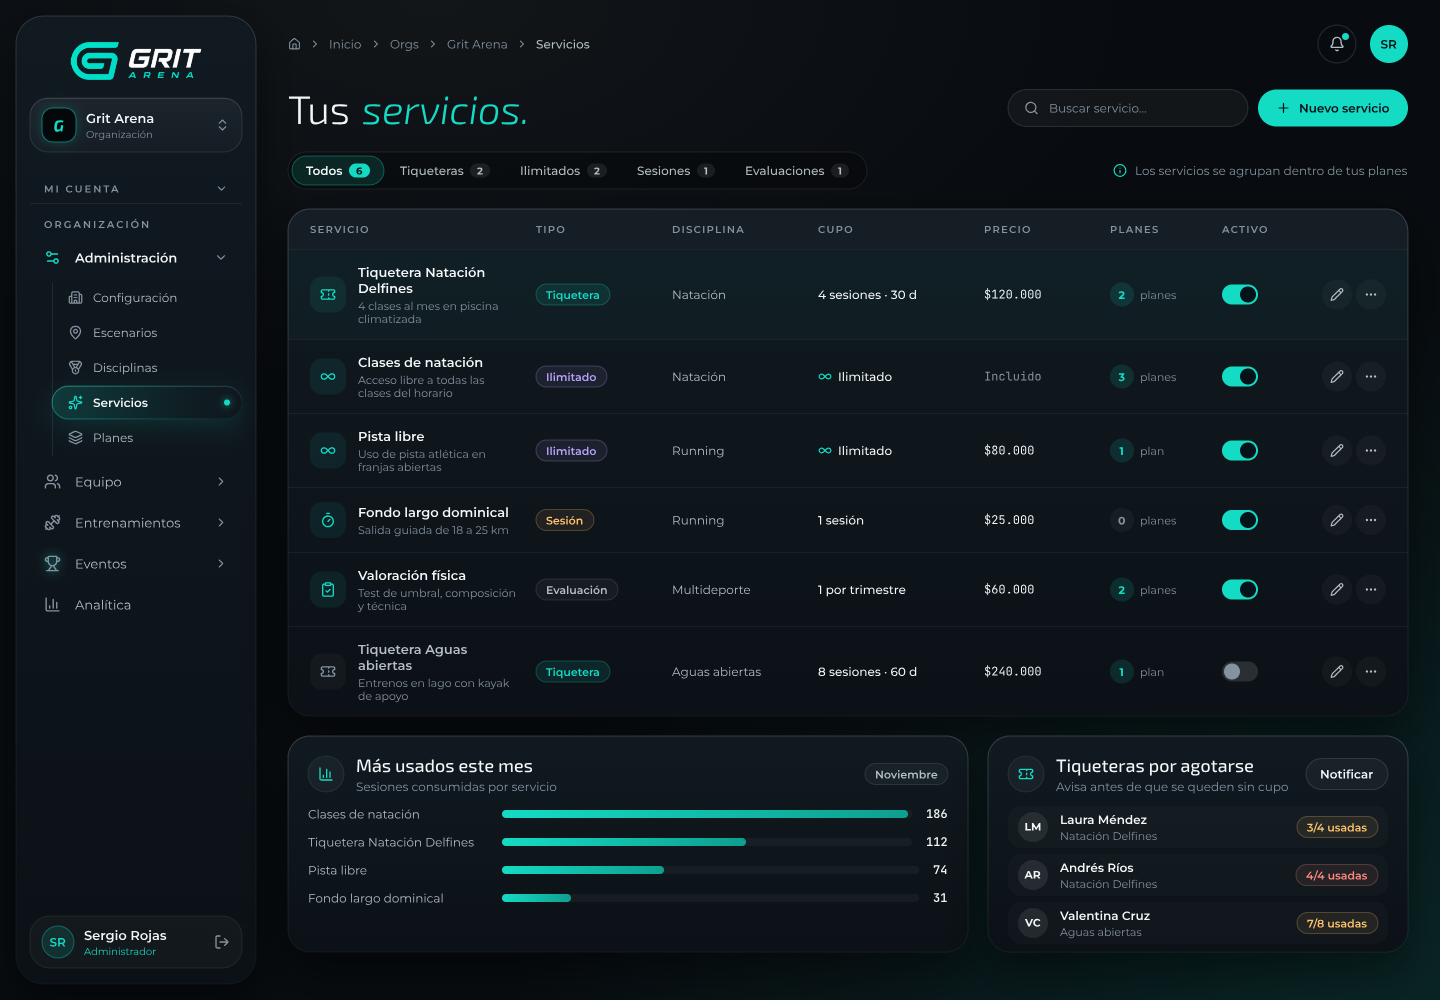 GRIT
ARENA
G
Grit Arena
Organización
MI CUENTA
ORGANIZACIÓN
Administración
Configuración
Escenarios
Disciplinas
Servicios
Planes
Equipo
Entrenamientos
Eventos
Analítica
SR
Sergio Rojas
Administrador
Inicio
Orgs
Grit Arena
Servicios
SR
Tus servicios.
Buscar servicio...
Nuevo servicio
Todos 6
Tiqueteras 2
Ilimitados 2
Sesiones 1
Evaluaciones 1
Los servicios se agrupan dentro de tus planes
SERVICIO TIPO DISCIPLINA CUPO PRECIO PLANES ACTIVO
Tiquetera Natación
Delfines
4 clases al mes en piscina
climatizada
Tiquetera
Natación
4 sesiones · 30 d
$120.000
2 planes
Clases de natación
Acceso libre a todas las
clases del horario
Ilimitado
Natación
Ilimitado
Incluido
3 planes
Pista libre
Uso de pista atlética en
franjas abiertas
Ilimitado
Running
Ilimitado
$80.000
1 plan
Fondo largo dominical
Salida guiada de 18 a 25 km
Sesión
Running
1 sesión
$25.000
0 planes
Valoración física
Test de umbral, composición
y técnica
Evaluación
Multideporte
1 por trimestre
$60.000
2 planes
Tiquetera Aguas
abiertas
Entrenos en lago con kayak
de apoyo
Tiquetera
Aguas abiertas
8 sesiones · 60 d
$240.000
1 plan
Más usados este mes
Sesiones consumidas por servicio
Noviembre
Clases de natación 186
Tiquetera Natación Delfines 112
Pista libre 74
Fondo largo dominical 31
Tiqueteras por agotarse
Avisa antes de que se queden sin cupo
Notificar
LM
Laura Méndez
Natación Delfines
3/4 usadas
AR
Andrés Ríos
Natación Delfines
4/4 usadas
VC
Valentina Cruz
Aguas abiertas
7/8 usadas